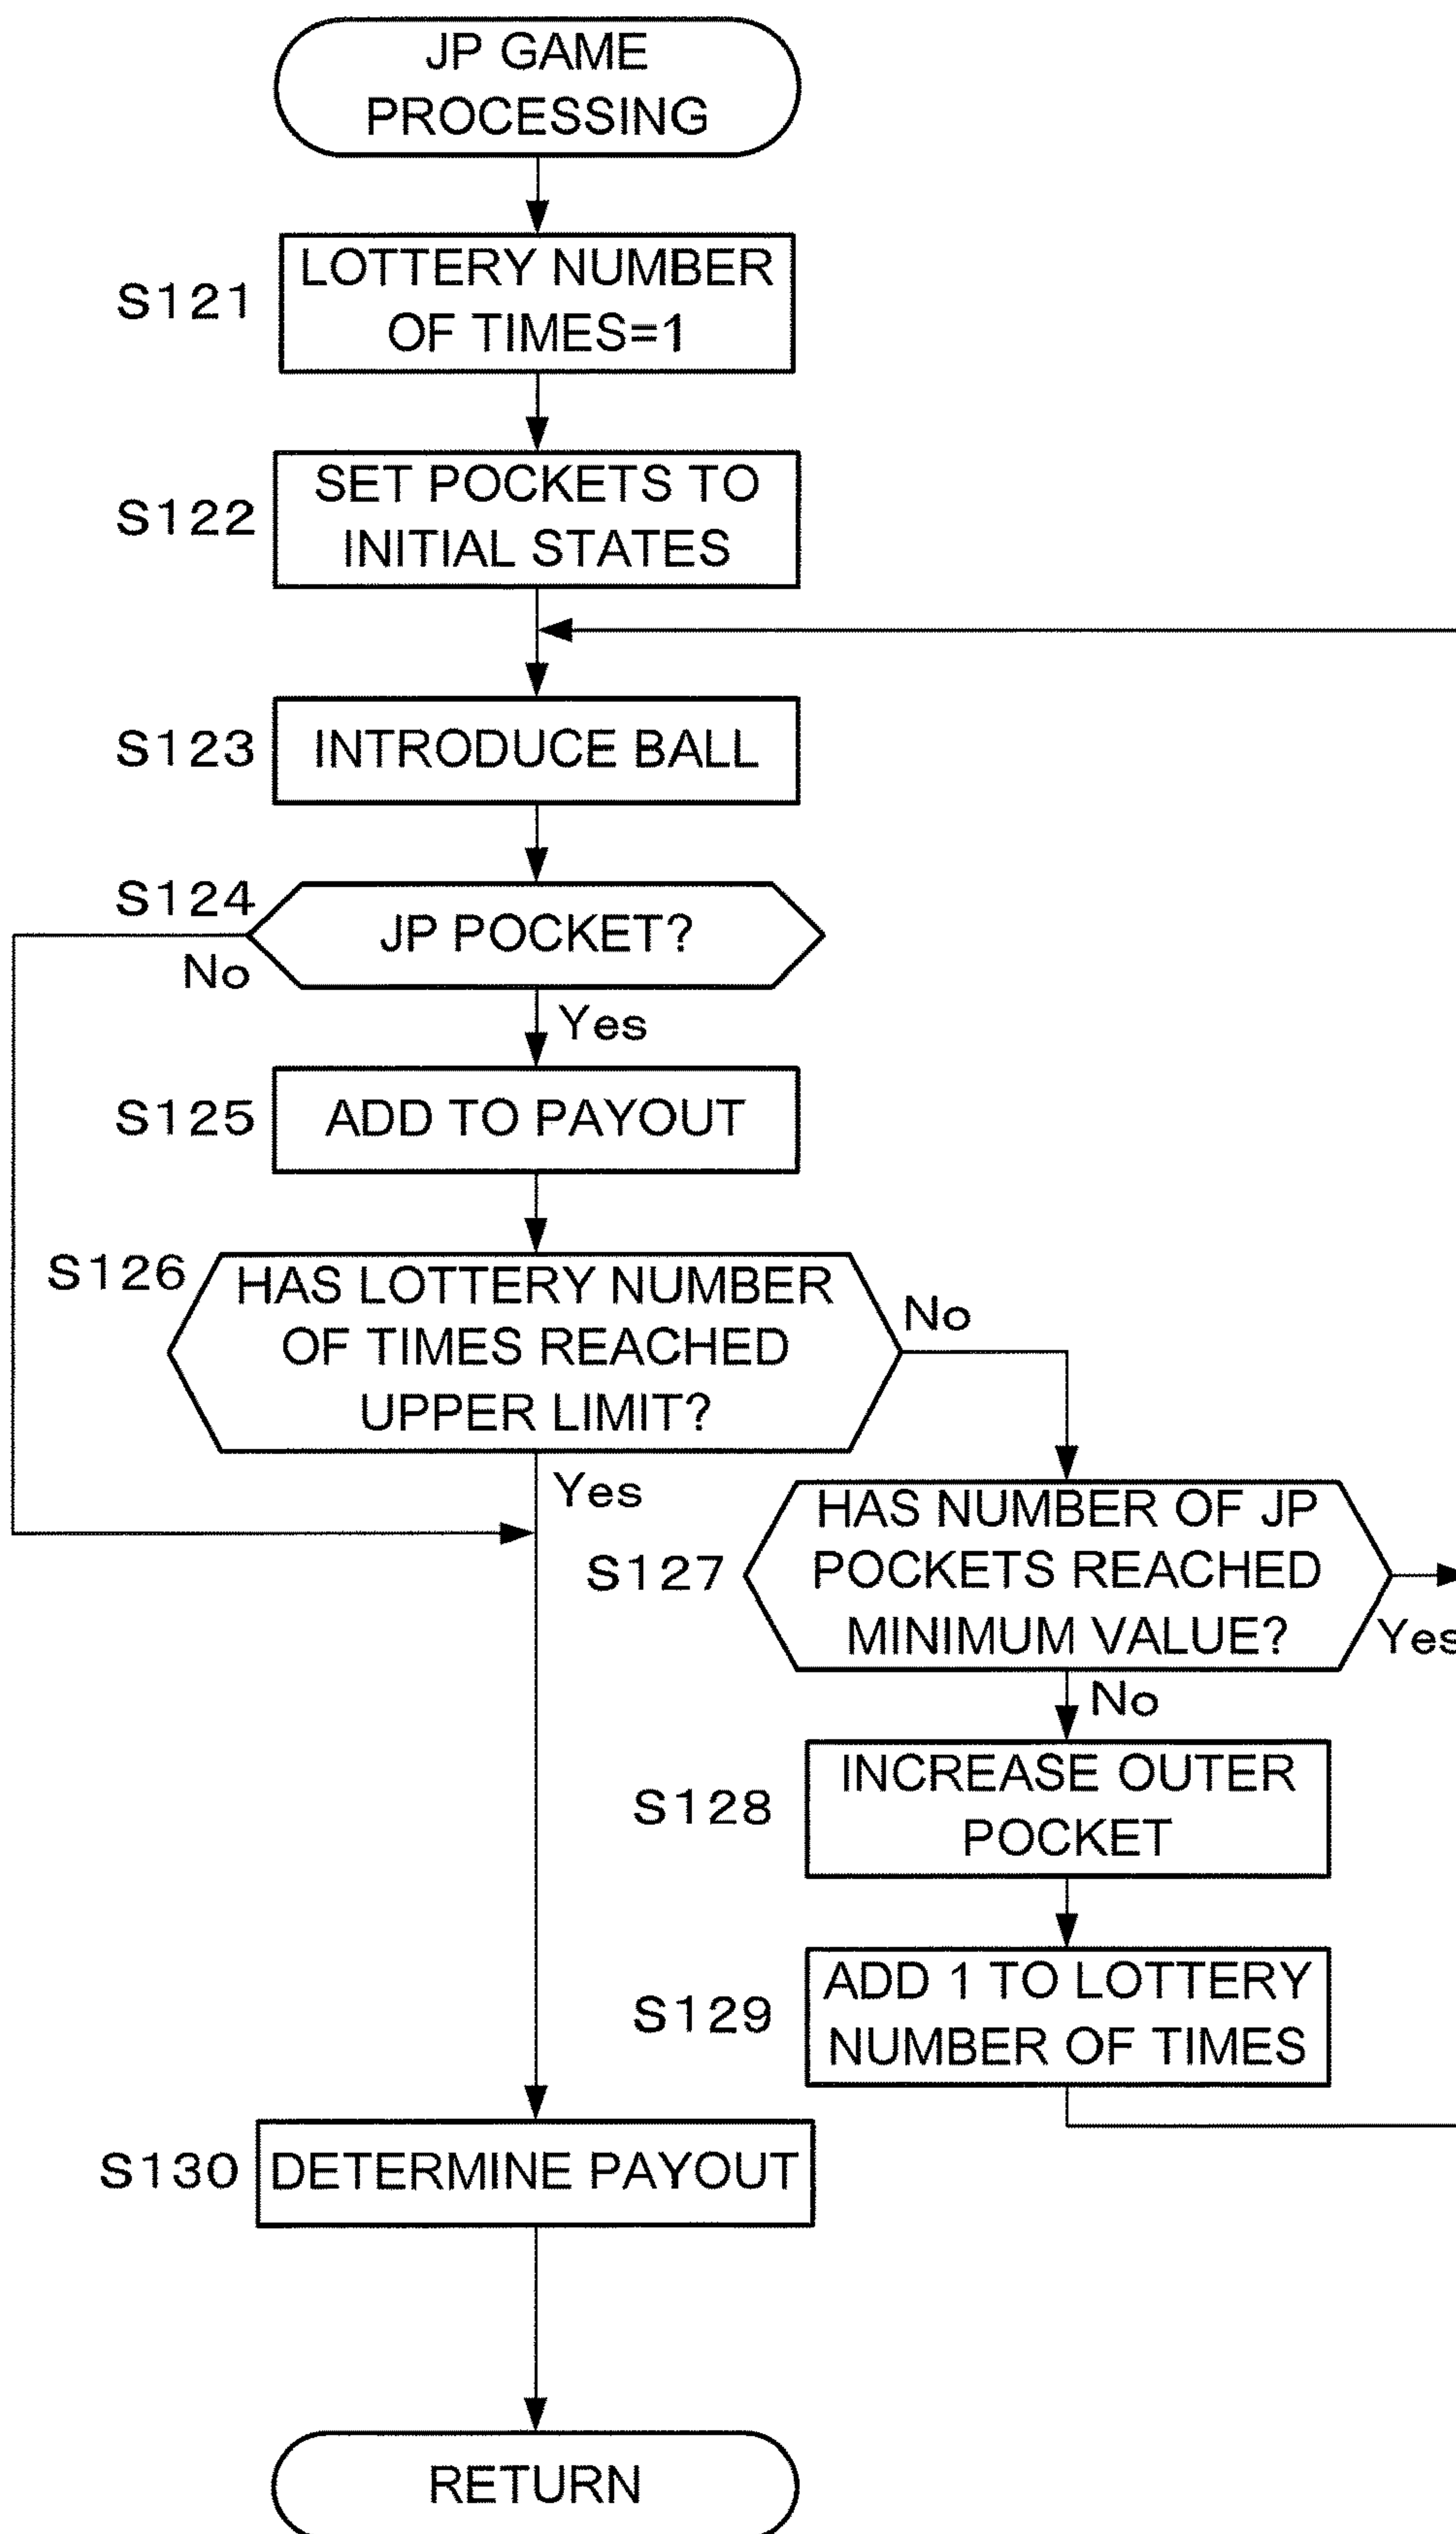 JP GAME
PROCESSING
S121
LOTTERY NUMBER
OF TIMES=1
S122
SET POCKETS TO
INITIAL STATES
S123
INTRODUCE BALL
S124
JP POCKET?
No
Yes
S125
ADD TO PAYOUT
S126
HAS LOTTERY NUMBER
OF TIMES REACHED
UPPER LIMIT?
No
Yes
S127
HAS NUMBER OF JP
POCKETS REACHED
MINIMUM VALUE?
Yes
No
S128
INCREASE OUTER
POCKET
S129
ADD 1 TO LOTTERY
NUMBER OF TIMES
S130
DETERMINE PAYOUT
RETURN